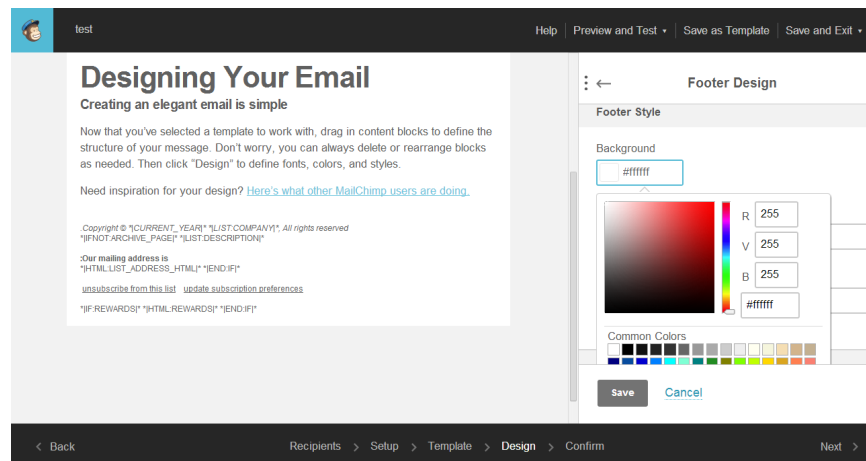 test
Help
Preview and Test
Save as Template
Save and Exit
Designing Your Email
Creating an elegant email is simple
Now that you've selected a template to work with, drag in content blocks to define the
structure of your message. Don't worry, you can always delete or rearrange blocks
as needed. Then click "Design" to define fonts, colors, and styles.
Need inspiration for your design? Here's what other MailChimp users are doing.
.Copyright © *|CURRENT_YEAR|* *|LIST:COMPANY|*, All rights reserved
*|IFNOT:ARCHIVE_PAGE|* *|LIST:DESCRIPTION|*
:Our mailing address is
*|HTML:LIST_ADDRESS_HTML|* *|END:IF|*
unsubscribe from this list update subscription preferences
*|IF:REWARDS|* *|HTML:REWARDS|* *|END:IF|*
Footer Design
Footer Style
Background
#ffffff
R 255
V 255
B 255
#ffffff
Common Colors
Save
Cancel
Back
Recipients
Setup
Template
Design
Confirm
Next